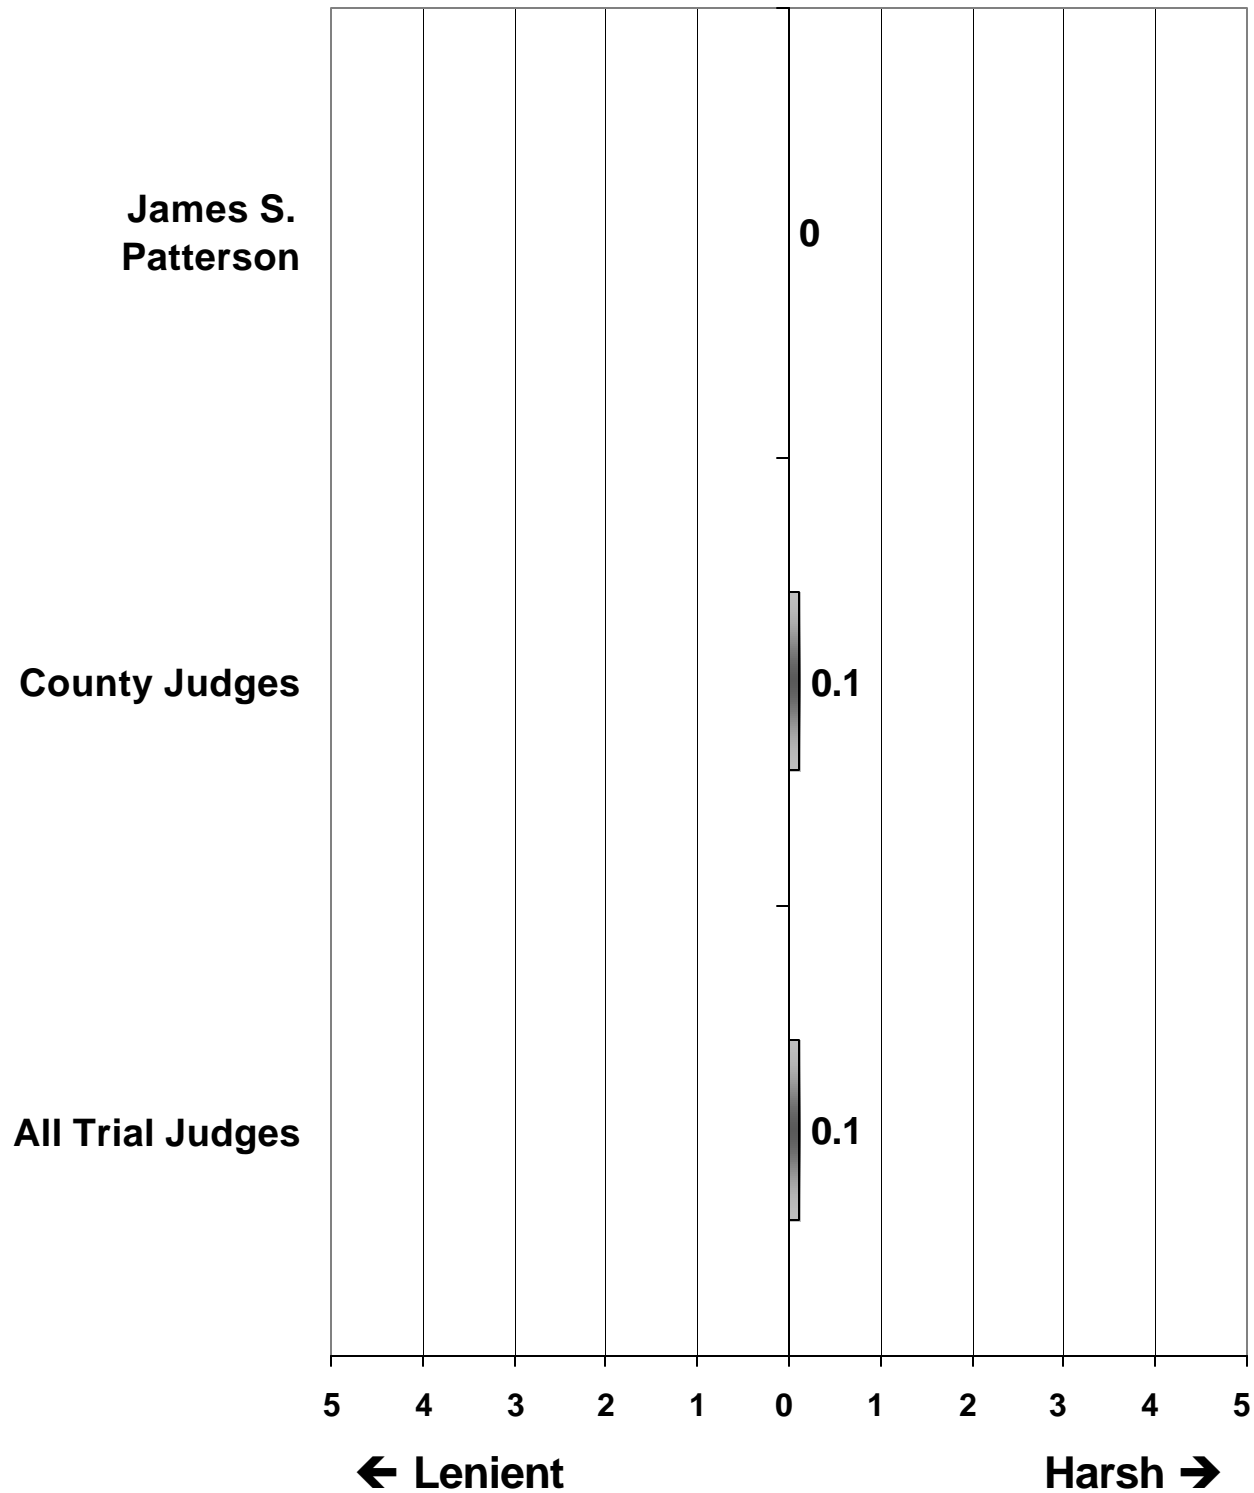 James S.
Patterson
0
County Judges
0.1
All Trial Judges
0.1
5 4 3 2 1 0 1 2 3 4 5
← Lenient Harsh →